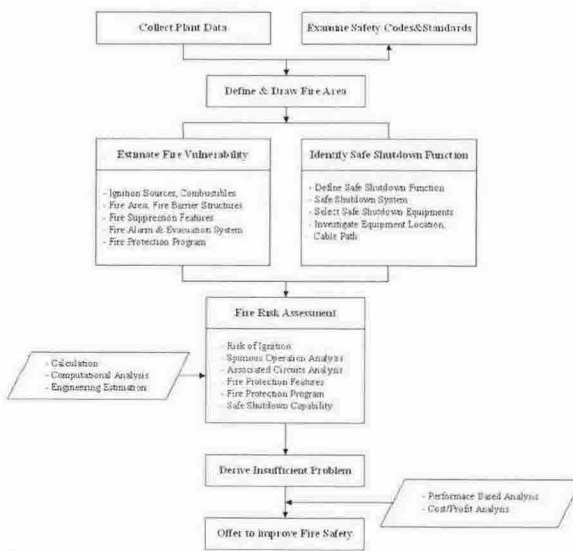 Collect Plant Data
Examine Safety Codes&Standards
Define & Draw Fire Area
Estimate Fire Vulnerability
- Ignition Sources, Combustibles
- Fire Area, Fire Barrier Structures
- Fire Suppression Features
- Fire Alarm & Evacuation System
- Fire Protection Program
Identify Safe Shutdown Function
- Define Safe Shutdown Function
- Safe Shutdown System
- Select Safe Shutdown Equipments
- Investigate Equipment Location,
Cable Path
Fire Risk Assessment
- Risk of Ignition
- Spurious Operation Analysis
- Associated Circuits Analysis
- Fire Protection Features
- Fire Protection Program
- Safe Shutdown Capability
- Calculation
- Computational Analysis
- Engineering Estimation
Derive Insufficient Problem
- Performace Based Analysis
- Cost/Profit Analysis
Offer to improve Fire Safety